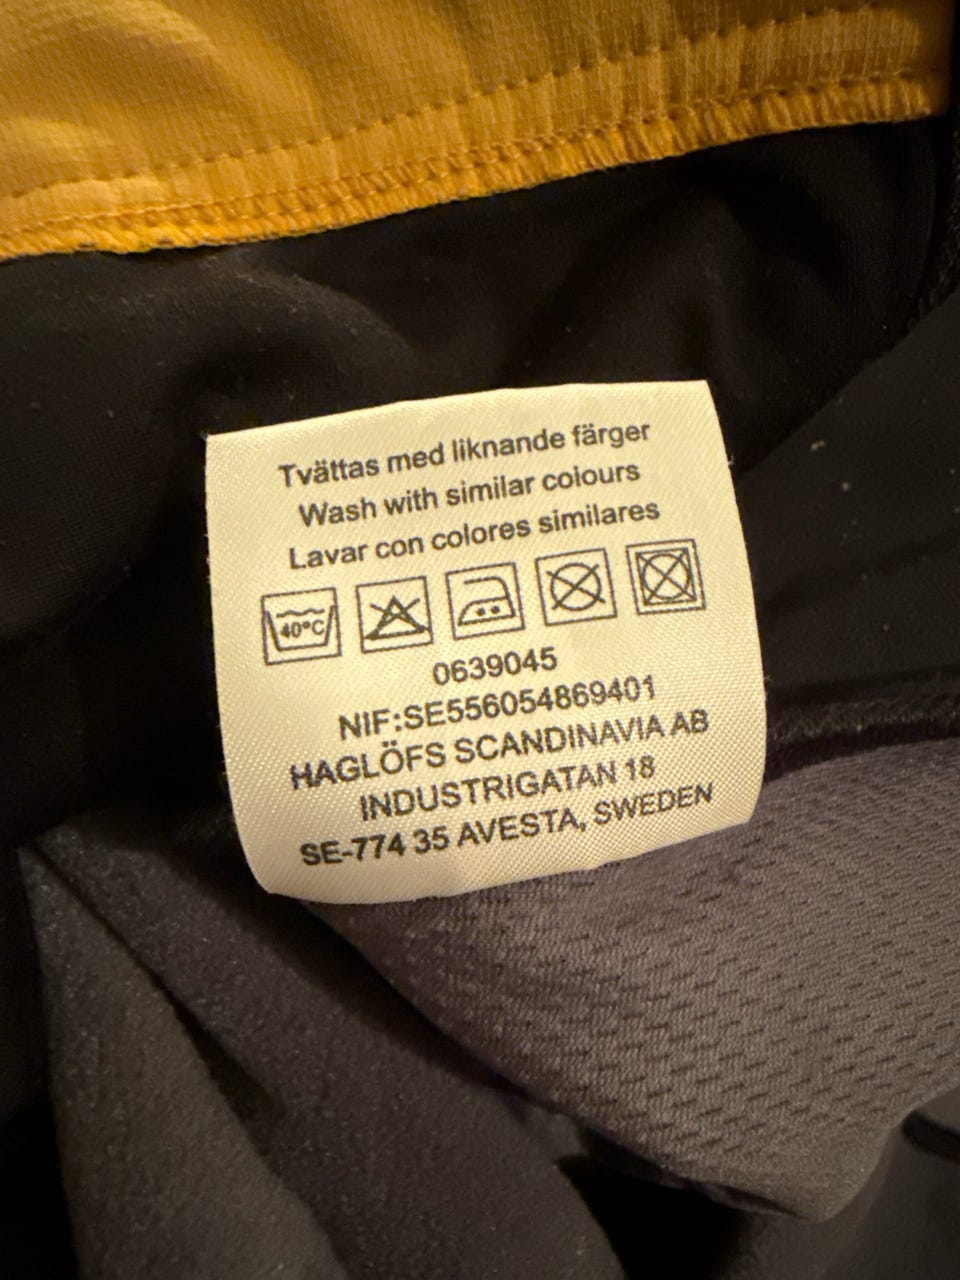 Tvättas med liknande färger
Wash with similar colours
Lavar con colores similares
40°C
0639045
NIF:SE556054869401
HAGLÖFS SCANDINAVIA AB
INDUSTRIGATAN 18
SE-774 35 AVESTA, SWEDEN